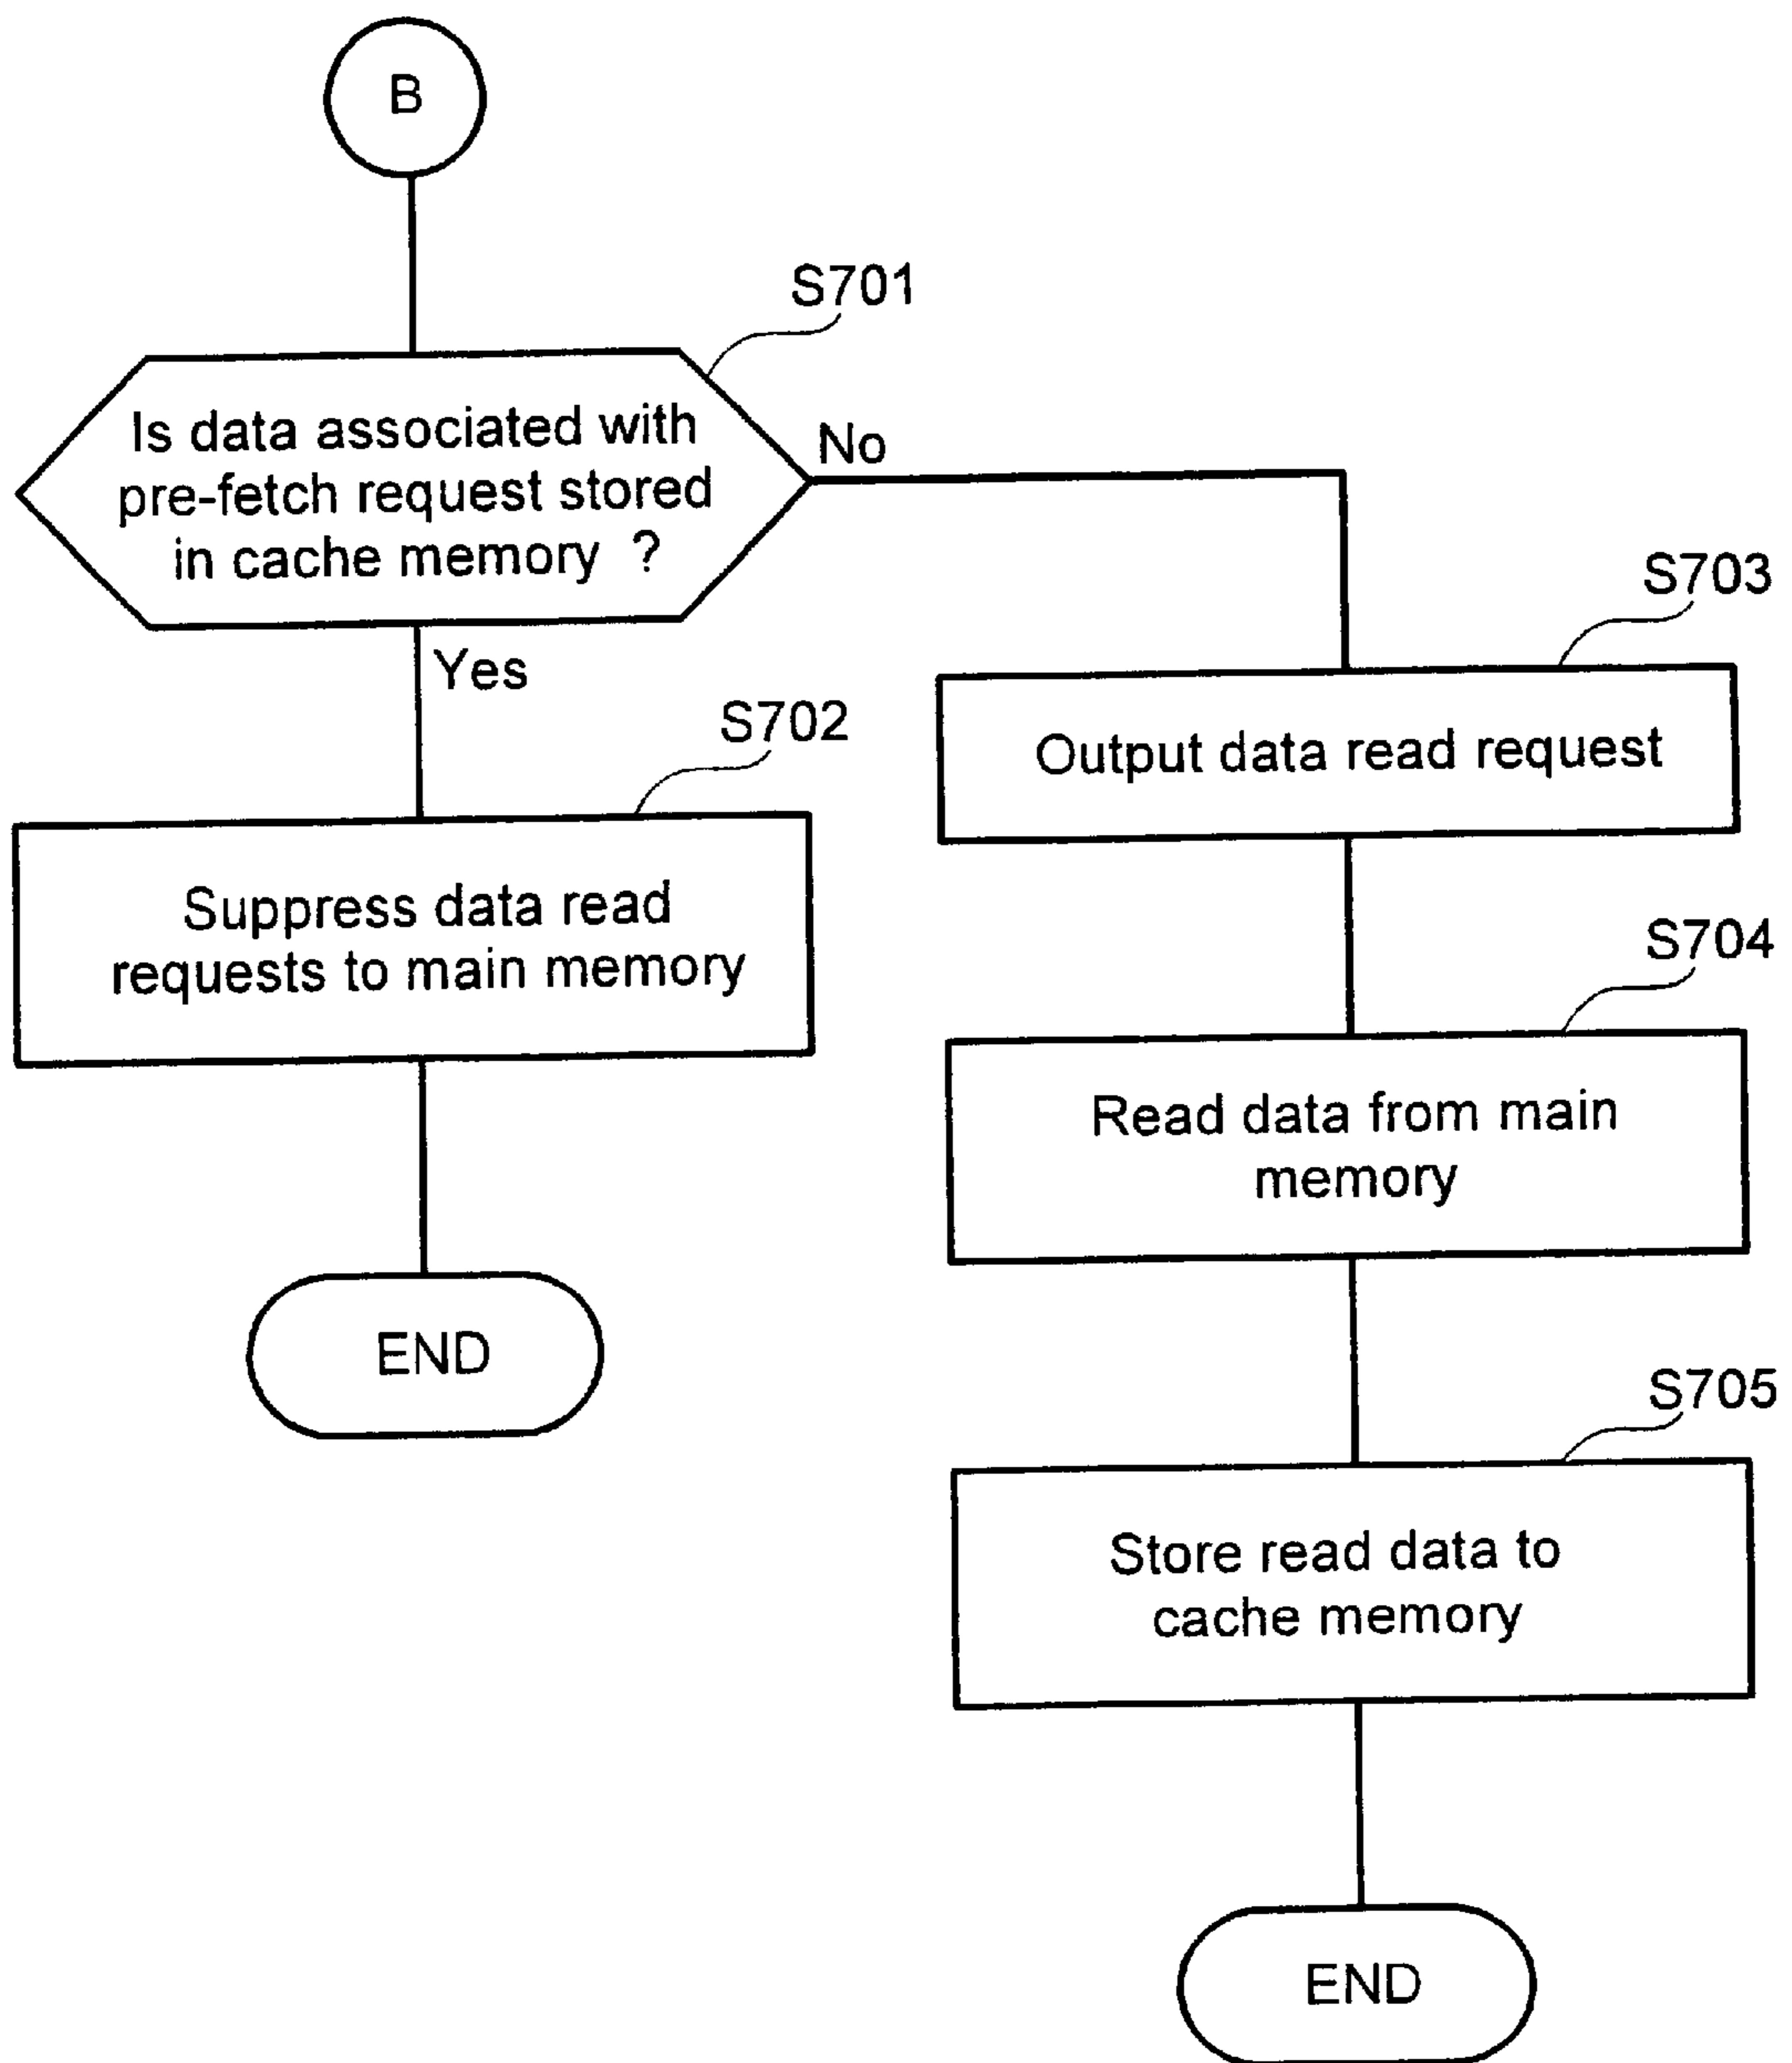 B
S701
Is data associated with
pre-fetch request stored
in cache memory ?
No
Yes
S702
Suppress data read
requests to main memory
END
S703
Output data read request
S704
Read data from main
memory
S705
Store read data to
cache memory
END